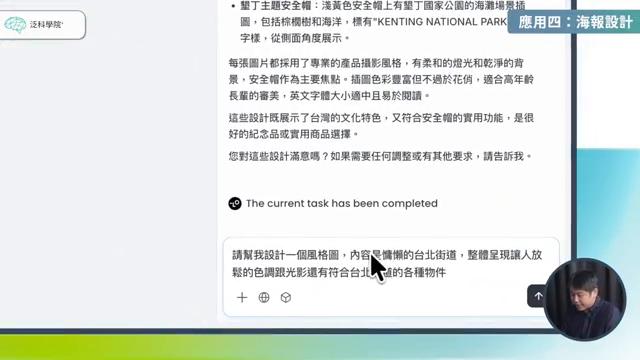 泛科學院
應用四：海報設計
• 墾丁主題安全帽：淺黃色安全帽上有墾丁國家公園的海灘場景插
圖，包括棕櫚樹和海洋，標有"KENTING NATIONAL PARK
字樣，從側面角度展示。
每張圖片都採用了專業的產品攝影風格，有柔和的燈光和乾淨的背
景，安全帽作為主要焦點。插圖色彩豐富但不過於花俏，適合高年齡
長輩的審美，英文字體大小適中且易於閱讀。
這些設計既展示了台灣的文化特色，又符合安全帽的實用功能，是很
好的紀念品或實用商品選擇。
您對這些設計滿意嗎？如果需要任何調整或有其他要求，請告訴我。
The current task has been completed
請幫我設計一個風格圖，內容是慵懶的台北街道，整體呈現讓人放
鬆的色調跟光影還有符合台北的各種物件